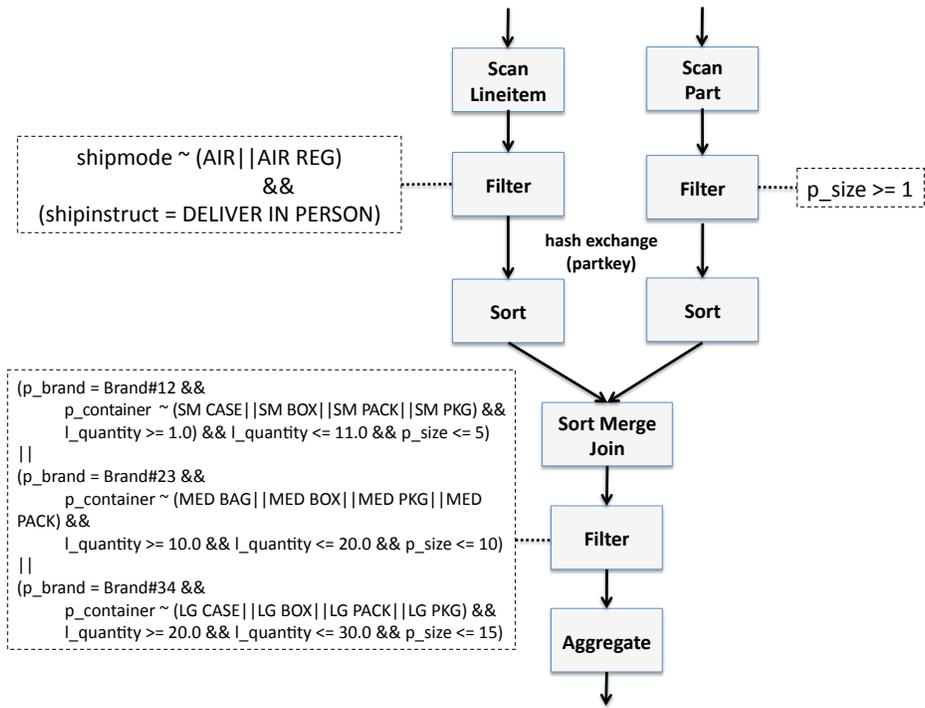 Scan
Lineitem
Scan
Part
shipmode ~ (AIR||AIR REG)
&&
(shipinstruct = DELIVER IN PERSON)
Filter
Filter
p_size >= 1
hash exchange
(partkey)
Sort
Sort
(p_brand = Brand#12 &&
p_container ~ (SM CASE||SM BOX||SM PACK||SM PKG) &&
l_quantity >= 1.0) && l_quantity <= 11.0 && p_size <= 5)
||
(p_brand = Brand#23 &&
p_container ~ (MED BAG||MED BOX||MED PKG||MED
PACK) &&
l_quantity >= 10.0 && l_quantity <= 20.0 && p_size <= 10)
||
(p_brand = Brand#34 &&
p_container ~ (LG CASE||LG BOX||LG PACK||LG PKG) &&
l_quantity >= 20.0 && l_quantity <= 30.0 && p_size <= 15)
Sort Merge
Join
Filter
Aggregate